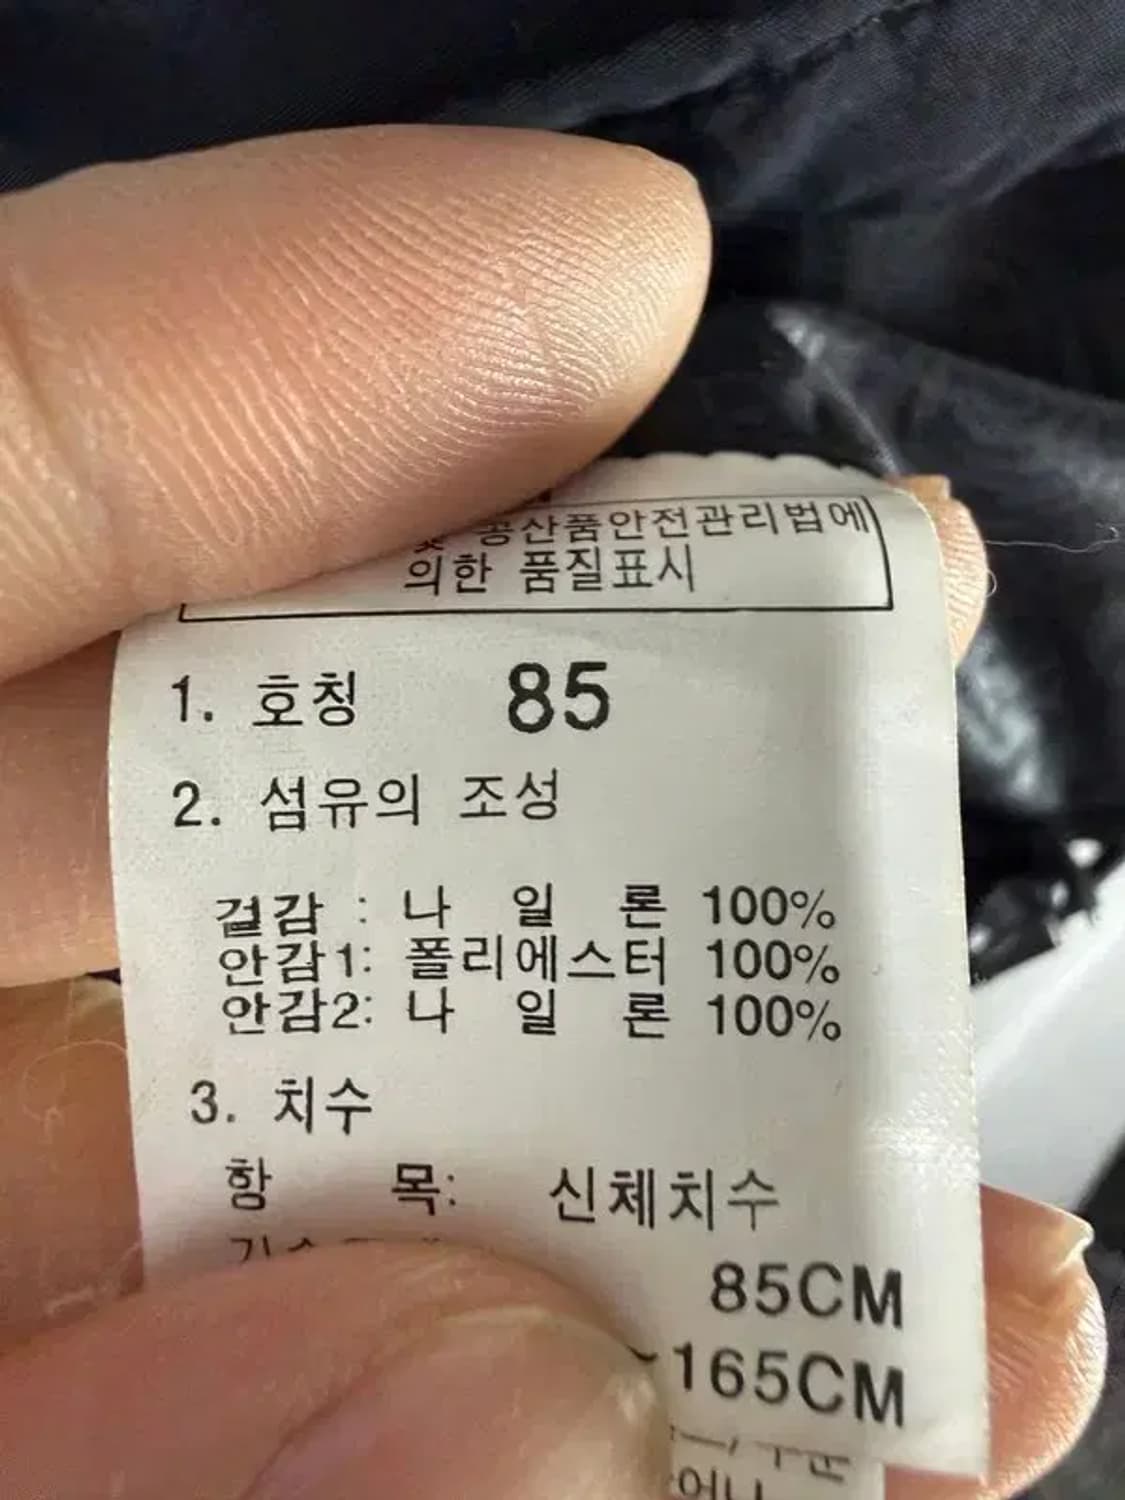 공산품안전관리법에
의한 품질표시
1. 호칭 85
2. 섬유의 조성
겉감 : 나 일 론 100%
안감1: 폴리에스터 100%
안감2: 나 일 론 100%
3. 치수
항 목: 신체치수
85CM
~165CM